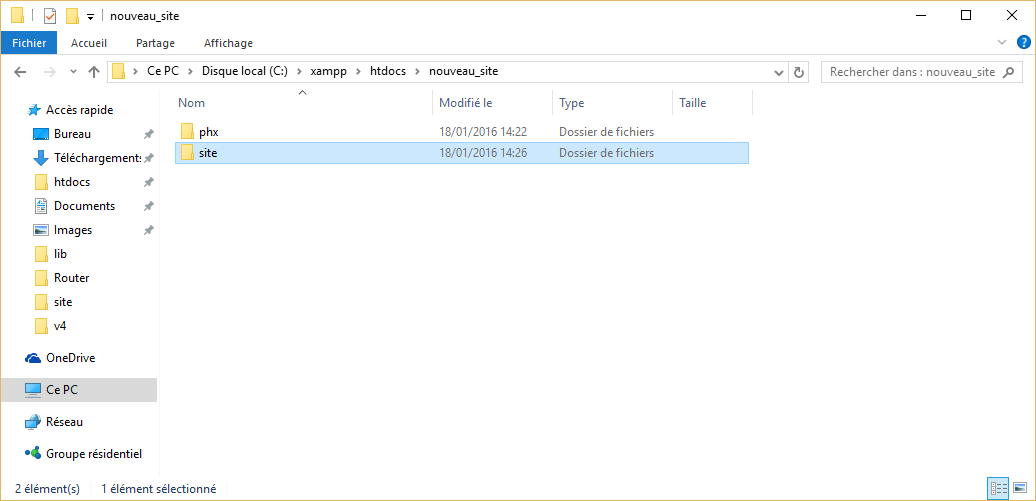 nouveau_site
Fichier Accueil Partage Affichage
Ce PC Disque local (C:) xampp htdocs nouveau_site Rechercher dans : nouveau_site
Nom Modifié le Type Taille
phx 18/01/2016 14:22 Dossier de fichiers
site 18/01/2016 14:26 Dossier de fichiers
Accès rapide
Bureau
Téléchargements
htdocs
Documents
Images
lib
Router
site
v4
OneDrive
Ce PC
Réseau
Groupe résidentiel
2 élément(s) 1 élément sélectionné